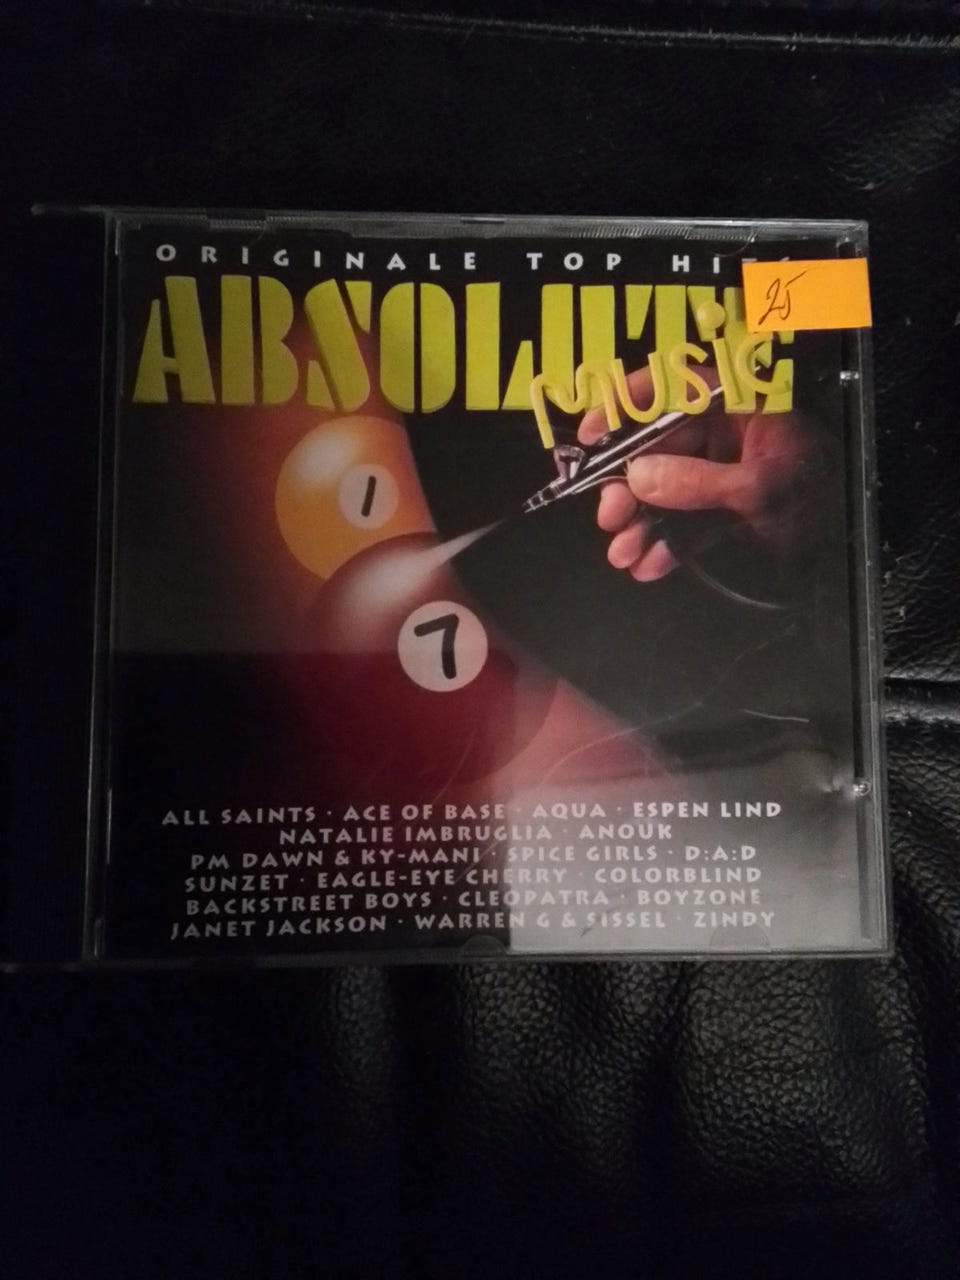 ORIGINALE TOP HITS
25
ABSOLUTE
MUSIC
1
7
ALL SAINTS · ACE OF BASE · AQUA · ESPEN LIND
NATALIE IMBRUGLIA · ANOUK
PM DAWN & KY-MANI · SPICE GIRLS · D:A:D
SUNZET · EAGLE-EYE CHERRY · COLORBLIND
BACKSTREET BOYS · CLEOPATRA · BOYZONE
JANET JACKSON · WARREN G & SISSEL · ZINDY